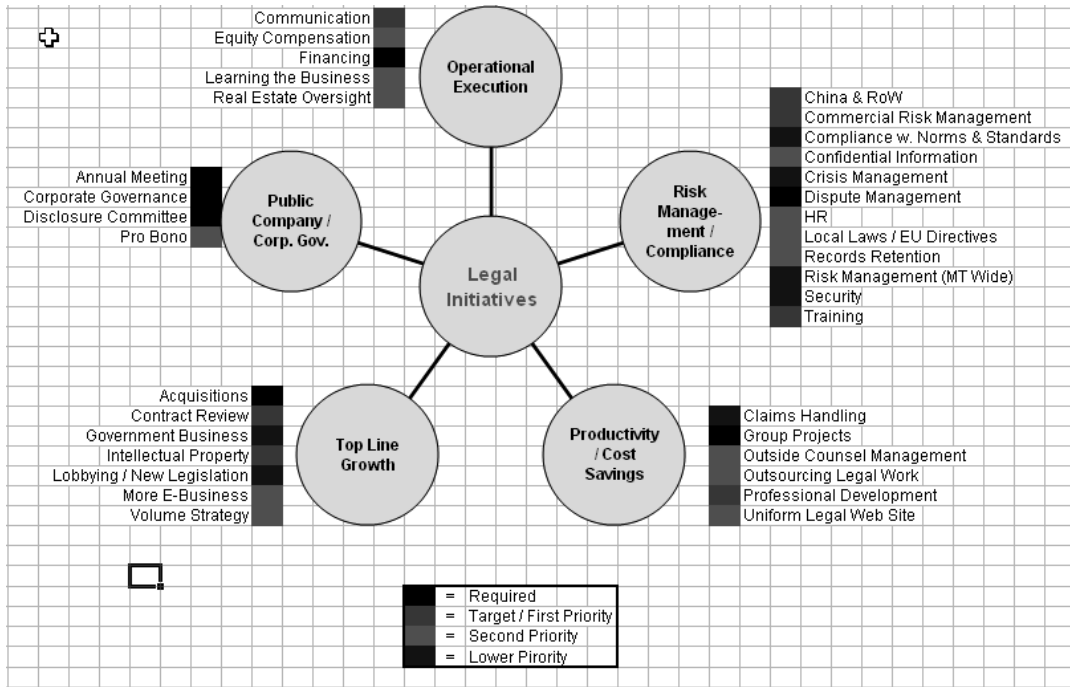 Communication
Equity Compensation
Financing
Learning the Business
Real Estate Oversight
Operational
Execution
Annual Meeting
Corporate Governance
Disclosure Committee
Pro Bono
Public
Company /
Corp. Gov.
Risk
Manage-
ment /
Compliance
China & RoW
Commercial Risk Management
Compliance w. Norms & Standards
Confidential Information
Crisis Management
Dispute Management
HR
Local Laws / EU Directives
Records Retention
Risk Management (MT Wide)
Security
Training
Legal
Initiatives
Acquisitions
Contract Review
Government Business
Intellectual Property
Lobbying / New Legislation
More E-Business
Volume Strategy
Top Line
Growth
Productivity
/ Cost
Savings
Claims Handling
Group Projects
Outside Counsel Management
Outsourcing Legal Work
Professional Development
Uniform Legal Web Site
= Required
= Target / First Priority
= Second Priority
= Lower Pirority